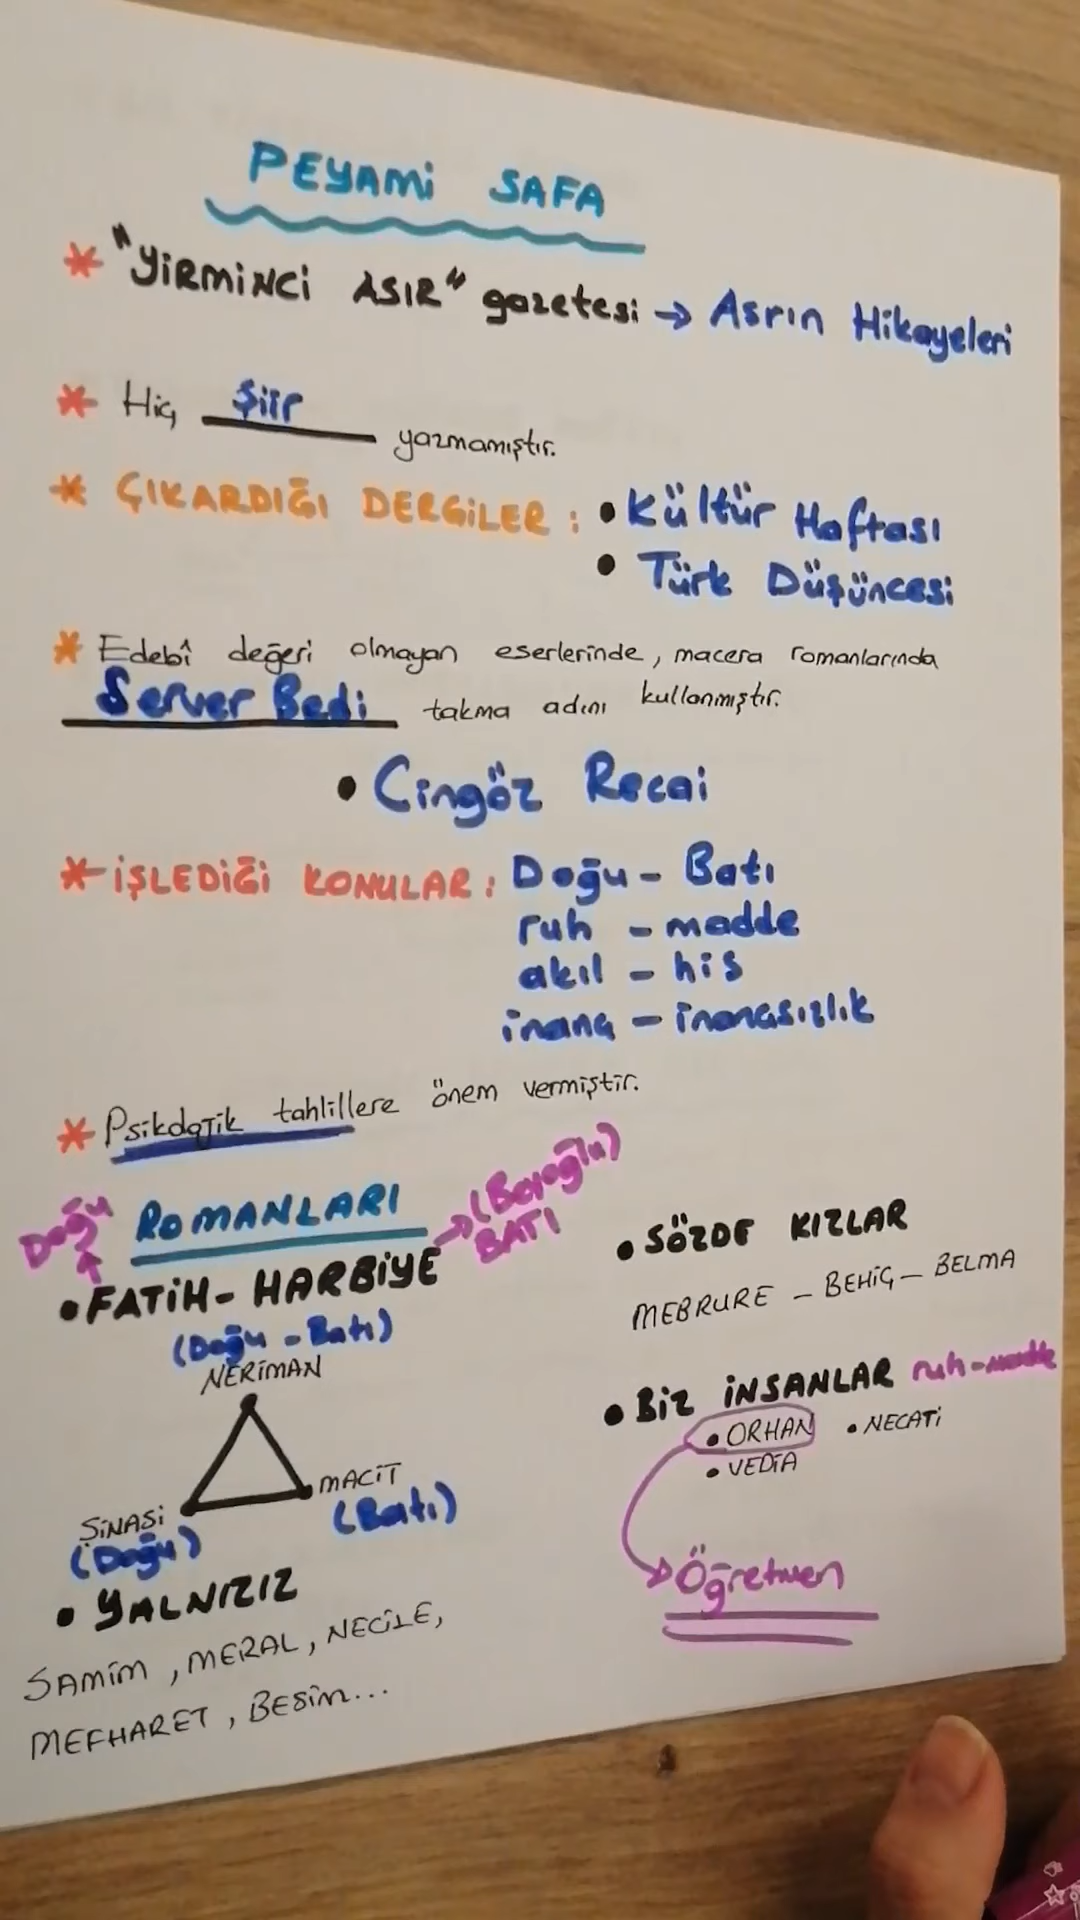 PEYAMİ SAFA
* "YİRMİNCİ ASIR" gazetesi → Asrın Hikayeleri
* Hiç Şiir yazmamıştır.
* ÇIKARDIĞI DERGİLER : • Kültür Haftası
• Türk Düşüncesi
* Edebî değeri olmayan eserlerinde, macera romanlarında
Server Bedi takma adını kullanmıştır.
• Cingöz Recai
* İŞLEDİĞİ KONULAR : Doğu - Batı
ruh - madde
akıl - his
inanç - inançsızlık
* Psikolojik tahlillere önem vermiştir.
ROMANLARI
Doğu
(Beyoğlu)
BATI
• FATİH - HARBİYE
(Doğu - Batı)
NERİMAN
MACİT
(Batı)
ŞİNASİ
(Doğu)
• YALNIZIZ
SAMİM, MERAL, NECİLE,
MEFHARET, BESİM...
• SÖZDE KIZLAR
MEBRURE - BEHİÇ - BELMA
• BİZ İNSANLAR ruh-madde
• ORHAN • NECATİ
• VEDİA
Öğretmen